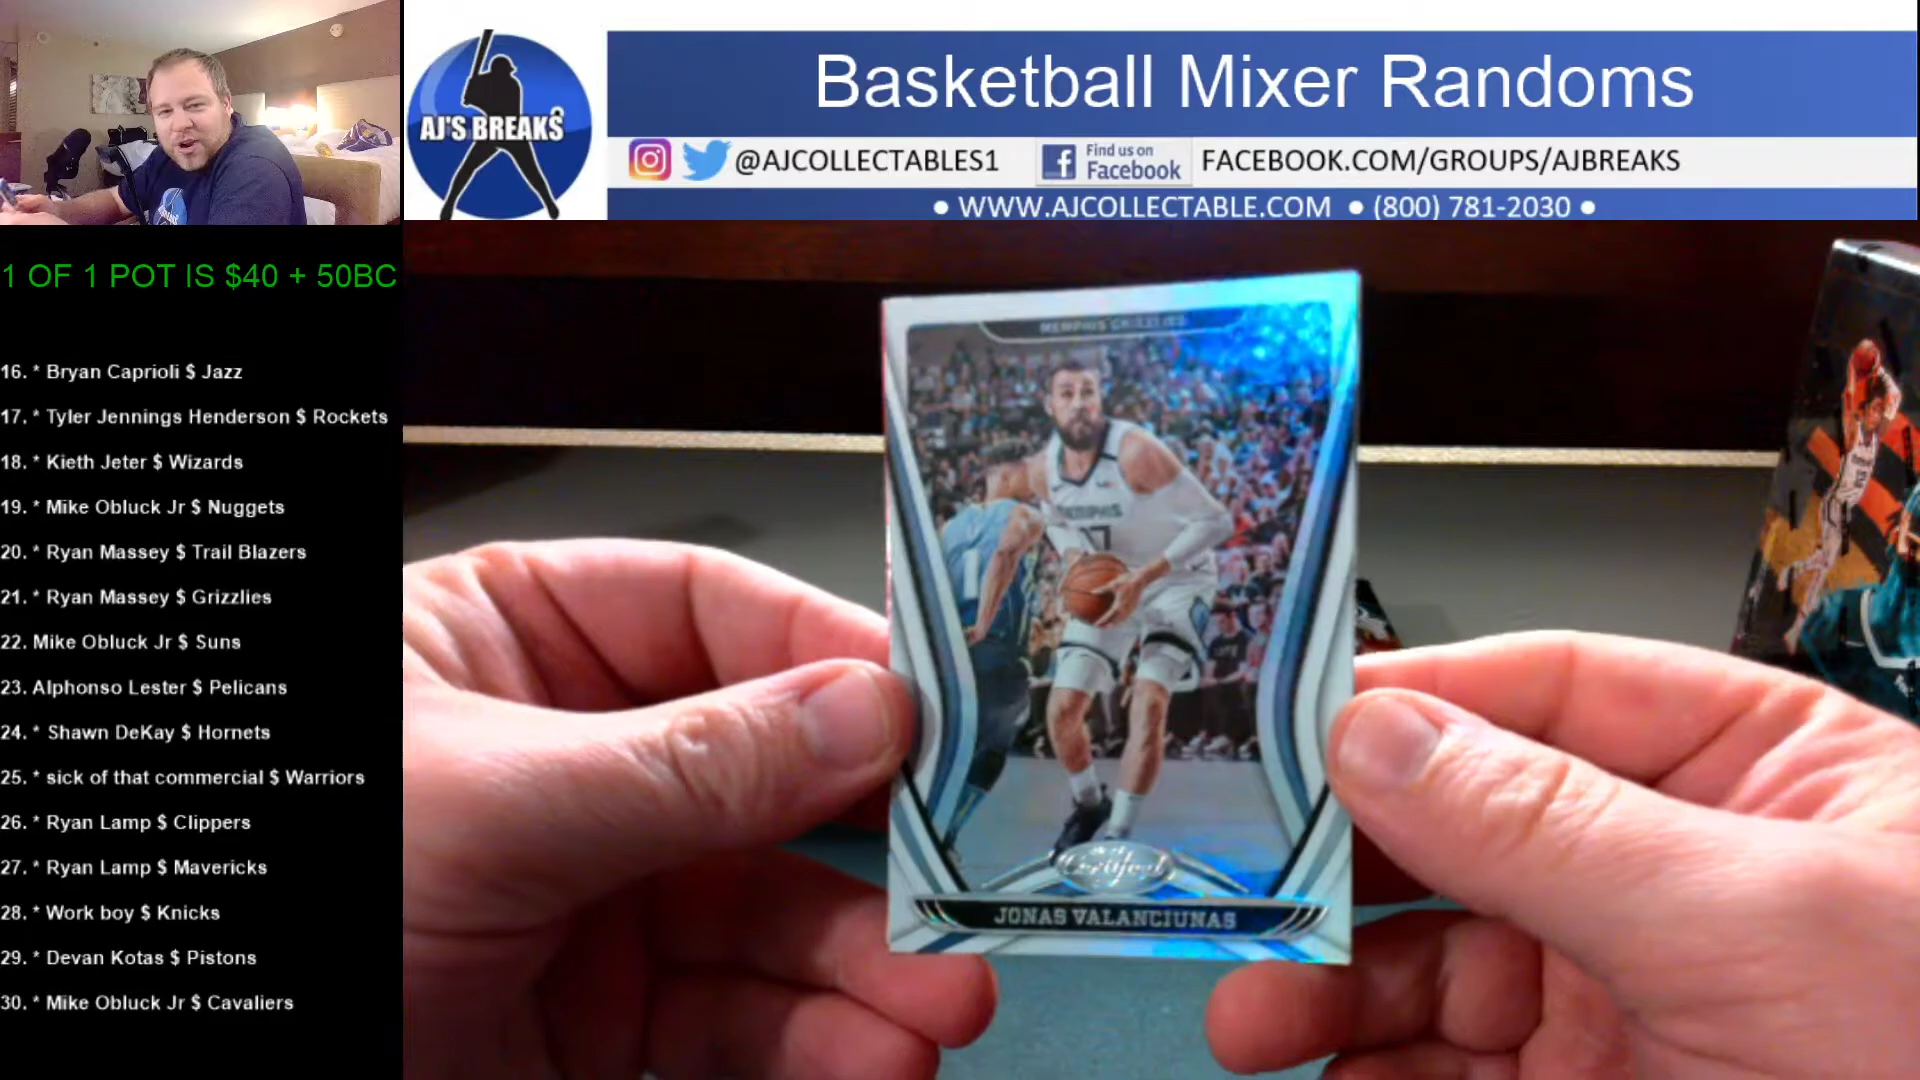 AJ'S BREAKS
Basketball Mixer Randoms
@AJCOLLECTABLES1
Find us on
Facebook
FACEBOOK.COM/GROUPS/AJBREAKS
• WWW.AJCOLLECTABLE.COM • (800) 781-2030 •
1 OF 1 POT IS $40 + 50BC
16. * Bryan Caprioli $ Jazz
17. * Tyler Jennings Henderson $ Rockets
18. * Kieth Jeter $ Wizards
19. * Mike Obluck Jr $ Nuggets
20. * Ryan Massey $ Trail Blazers
21. * Ryan Massey $ Grizzlies
22. Mike Obluck Jr $ Suns
23. Alphonso Lester $ Pelicans
24. * Shawn DeKay $ Hornets
25. * sick of that commercial $ Warriors
26. * Ryan Lamp $ Clippers
27. * Ryan Lamp $ Mavericks
28. * Work boy $ Knicks
29. * Devan Kotas $ Pistons
30. * Mike Obluck Jr $ Cavaliers
MEMPHIS GRIZZLIES
MEMPHIS
17
Certified
JONAS VALANCIUNAS